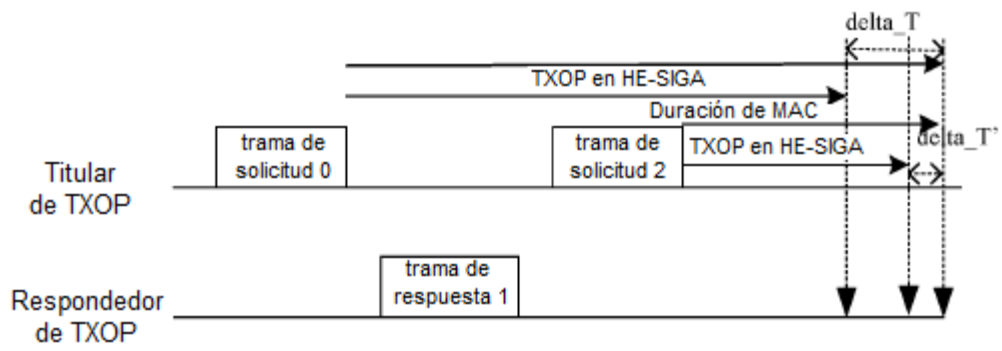 delta_T
TXOP en HE-SIGA
Duración de MAC
trama de
solicitud 0
trama de
solicitud 2
TXOP en HE-SIGA
delta_T’
Titular
de TXOP
trama de
respuesta 1
Respondedor
de TXOP